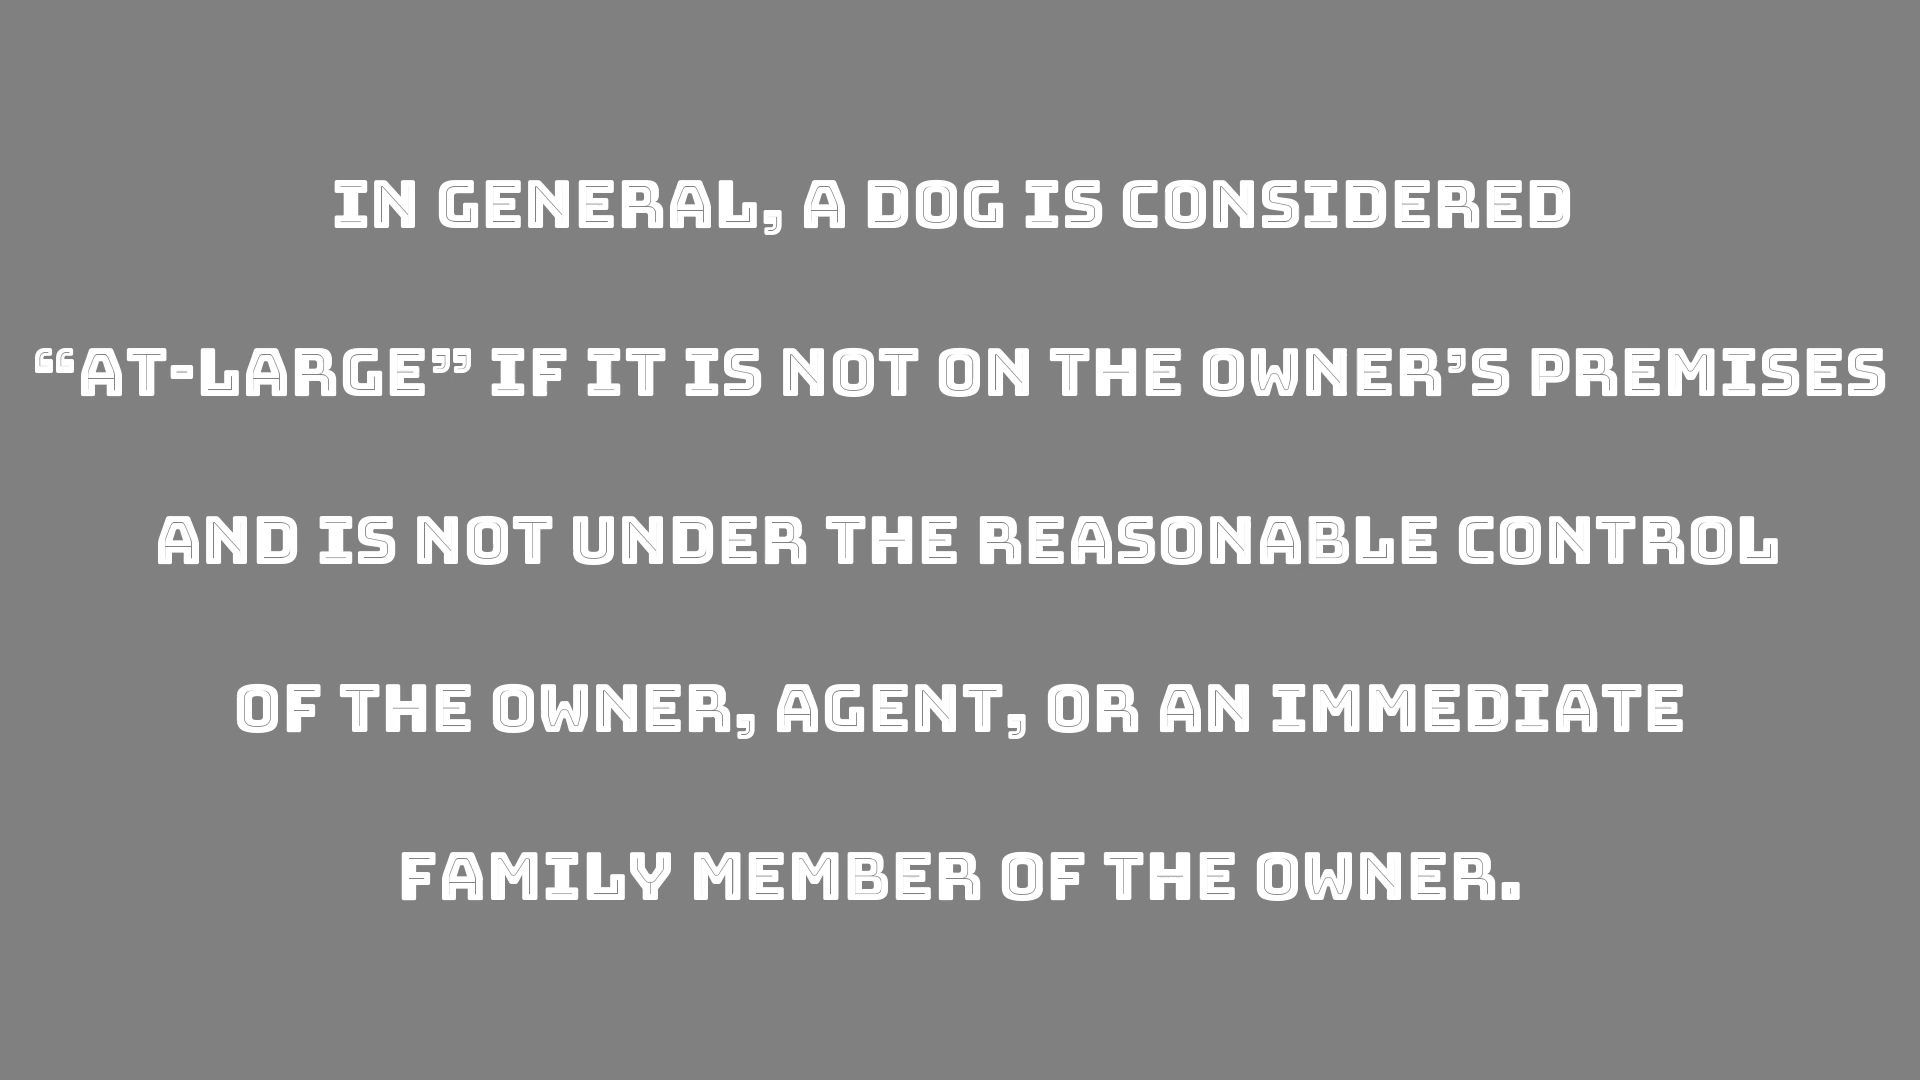 IN GENERAL, A DOG IS CONSIDERED
“AT-LARGE” IF IT IS NOT ON THE OWNER’S PREMISES
AND IS NOT UNDER THE REASONABLE CONTROL
OF THE OWNER, AGENT, OR AN IMMEDIATE
FAMILY MEMBER OF THE OWNER.